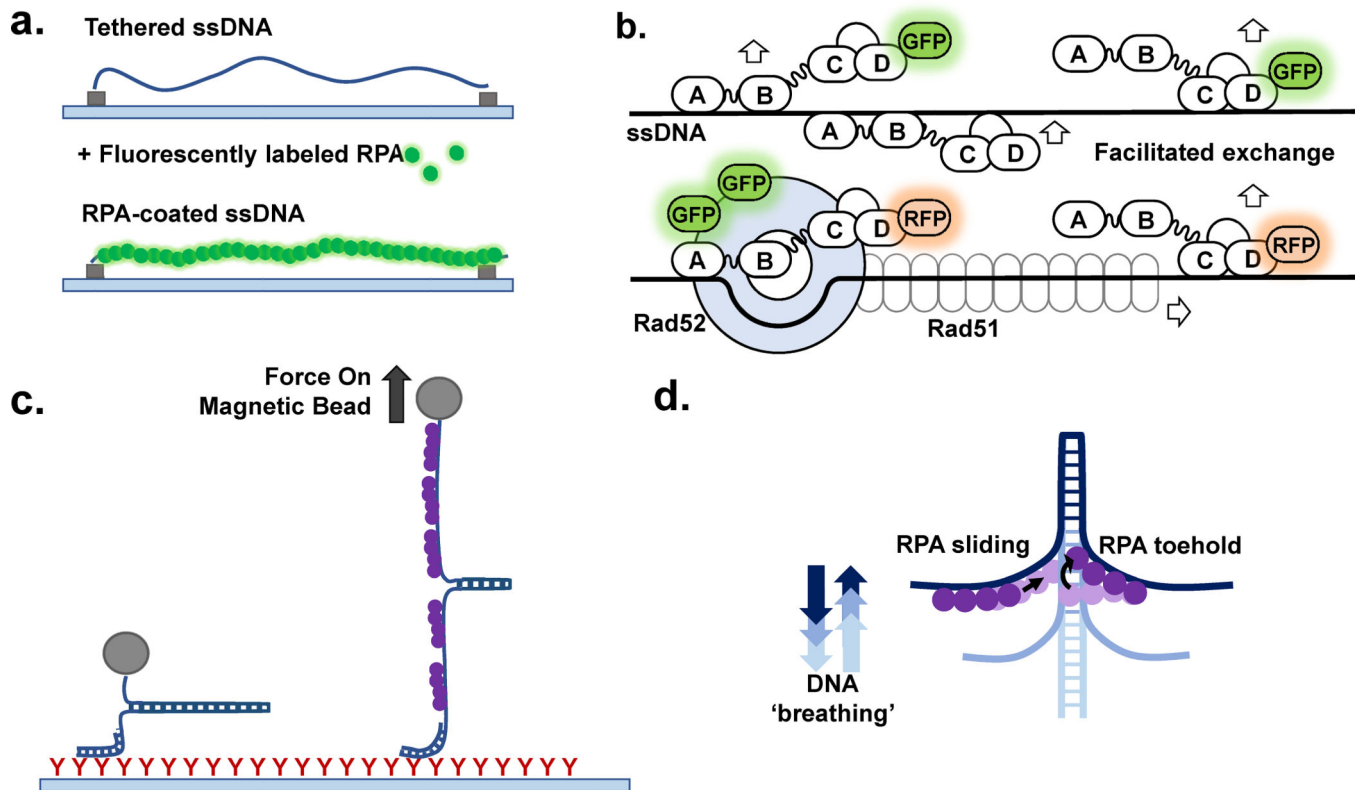 a.
Tethered ssDNA
+ Fluorescently labeled RPA
RPA-coated ssDNA
b.
A
B
C
D
GFP
A
B
C
D
GFP
ssDNA
A
B
C
D
Facilitated exchange
GFP
GFP
A
B
C
D
RFP
A
B
C
D
RFP
Rad52
Rad51
c.
Force On
Magnetic Bead
Y Y Y Y Y Y Y Y Y Y Y Y Y Y Y Y Y Y Y Y Y Y Y Y
d.
RPA sliding
RPA toehold
DNA
‘breathing’